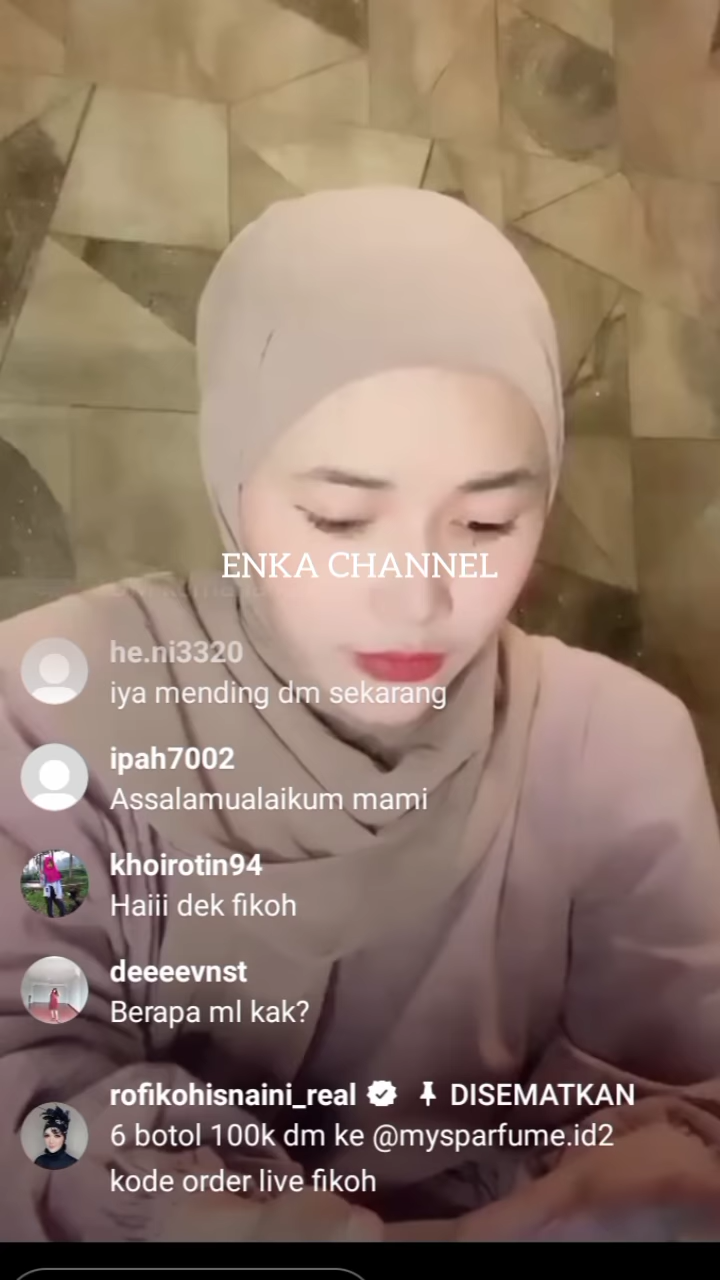 ENKA CHANNEL
he.ni3320
iya mending dm sekarang
ipah7002
Assalamualaikum mami
khoirotin94
Haiii dek fikoh
deeeevnst
Berapa ml kak?
rofikohisnaini_real DISEMATKAN
6 botol 100k dm ke @mysparfume.id2
kode order live fikoh